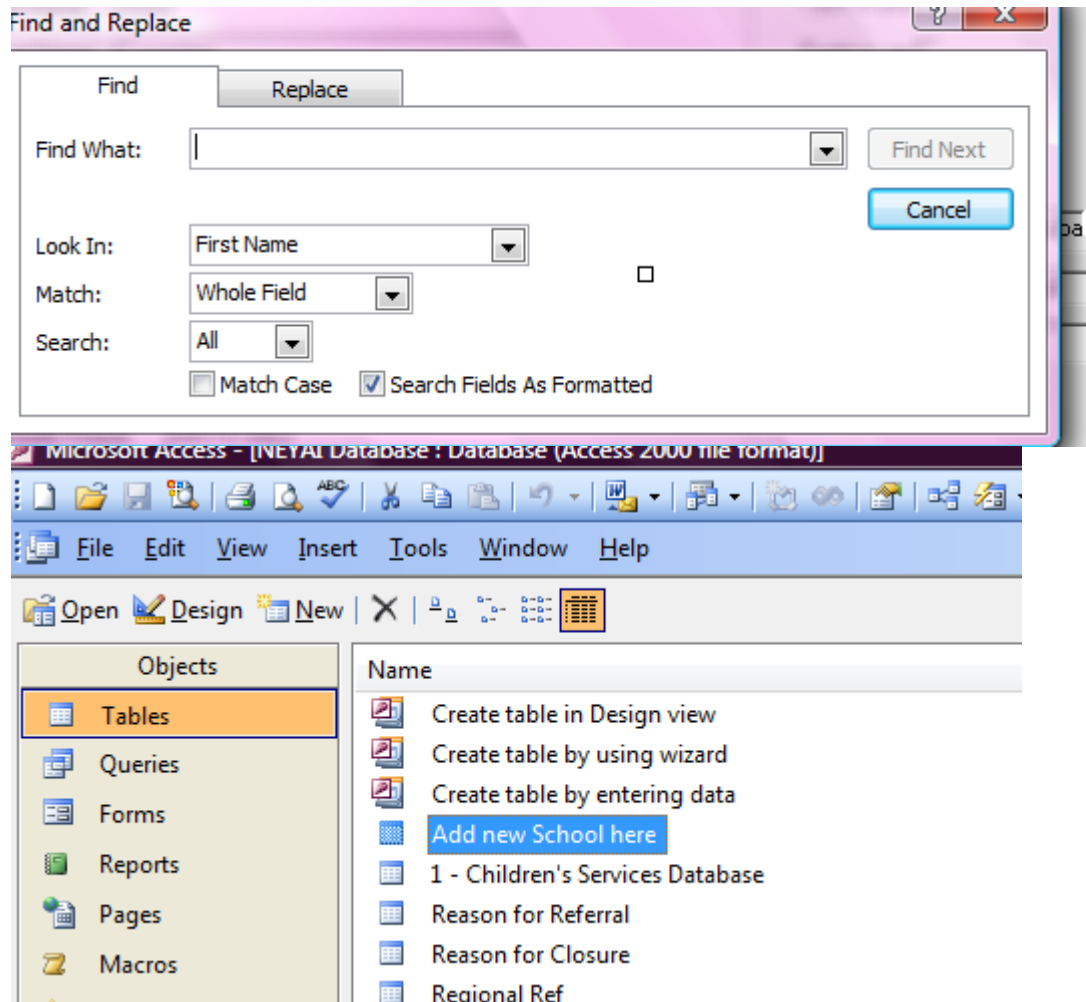 Find and Replace
Find Replace
Find What: Find Next
Cancel
Look In: First Name
Match: Whole Field
Search: All
Match Case Search Fields As Formatted
Microsoft Access - [NEYAI Database : Database (Access 2000 file format)]
File Edit View Insert Tools Window Help
Open Design New
Objects Name
Tables Create table in Design view
Queries Create table by using wizard
Forms Create table by entering data
Reports Add new School here
Pages 1 - Children's Services Database
Macros Reason for Referral
Reason for Closure
Regional Ref